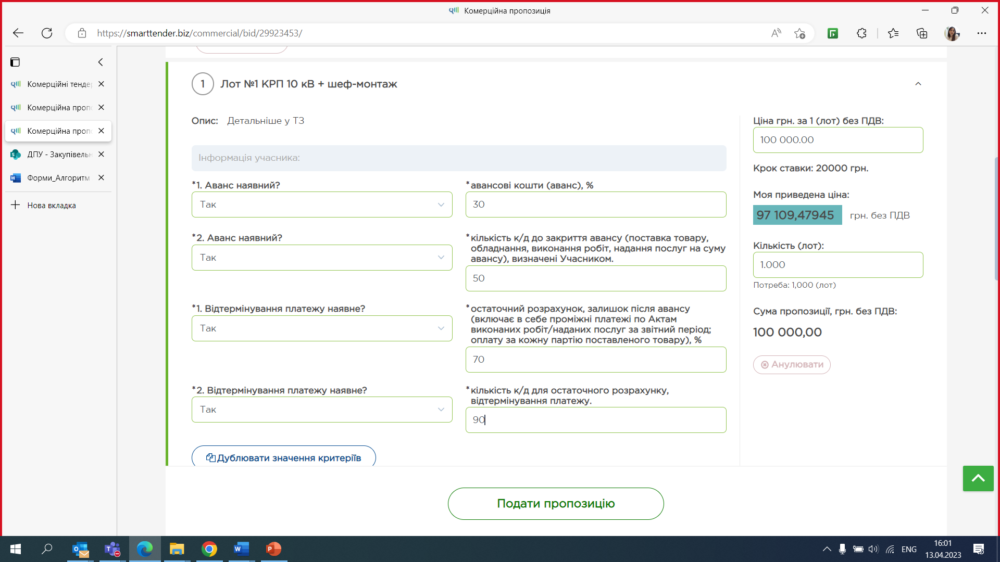 Комерційна пропозиція
https://smarttender.biz/commercial/bid/29923453/
Комерційні тенде
Комерційна проп
Комерційна проп
ДПУ - Закупівельн
Форми_Алгоритм
Нова вкладка
1 Лот №1 КРП 10 кВ + шеф-монтаж
Опис: Детальніше у ТЗ
Інформація учасника:
*1. Аванс наявний?
Так
*авансові кошти (аванс), %
30
*2. Аванс наявний?
Так
*кількість к/д до закриття авансу (поставка товару,
обладнання, виконання робіт, надання послуг на суму
авансу), визначені Учасником.
50
*1. Відтермінування платежу наявне?
Так
*остаточний розрахунок, залишок після авансу
(включає в себе проміжні платежі по Актам
виконаних робіт/наданих послуг за звітний період;
оплату за кожну партію поставленого товару), %
70
*2. Відтермінування платежу наявне?
Так
*кількість к/д для остаточного розрахунку,
відтермінування платежу.
90
Дублювати значення критеріїв
Ціна грн. за 1 (лот) без ПДВ:
100 000.00
Крок ставки: 20000 грн.
Моя приведена ціна:
97 109,47945 грн. без ПДВ
Кількість (лот):
1.000
Потреба: 1,000 (лот)
Сума пропозиції, грн. без ПДВ:
100 000,00
Анулювати
Подати пропозицію
ENG
16:01
13.04.2023